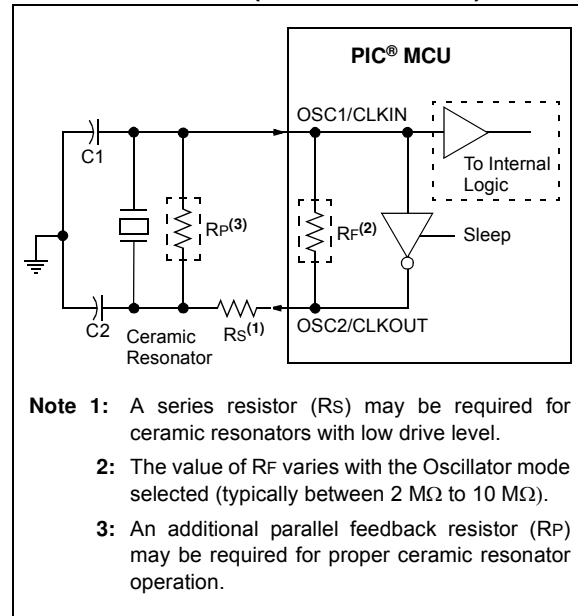 PIC® MCU
OSC1/CLKIN
C1
To Internal
Logic
RP(3)
RF(2)
Sleep
C2
Ceramic
Resonator
RS(1)
OSC2/CLKOUT
Note 1: A series resistor (RS) may be required for
ceramic resonators with low drive level.
2: The value of RF varies with the Oscillator mode
selected (typically between 2 MΩ to 10 MΩ).
3: An additional parallel feedback resistor (RP)
may be required for proper ceramic resonator
operation.